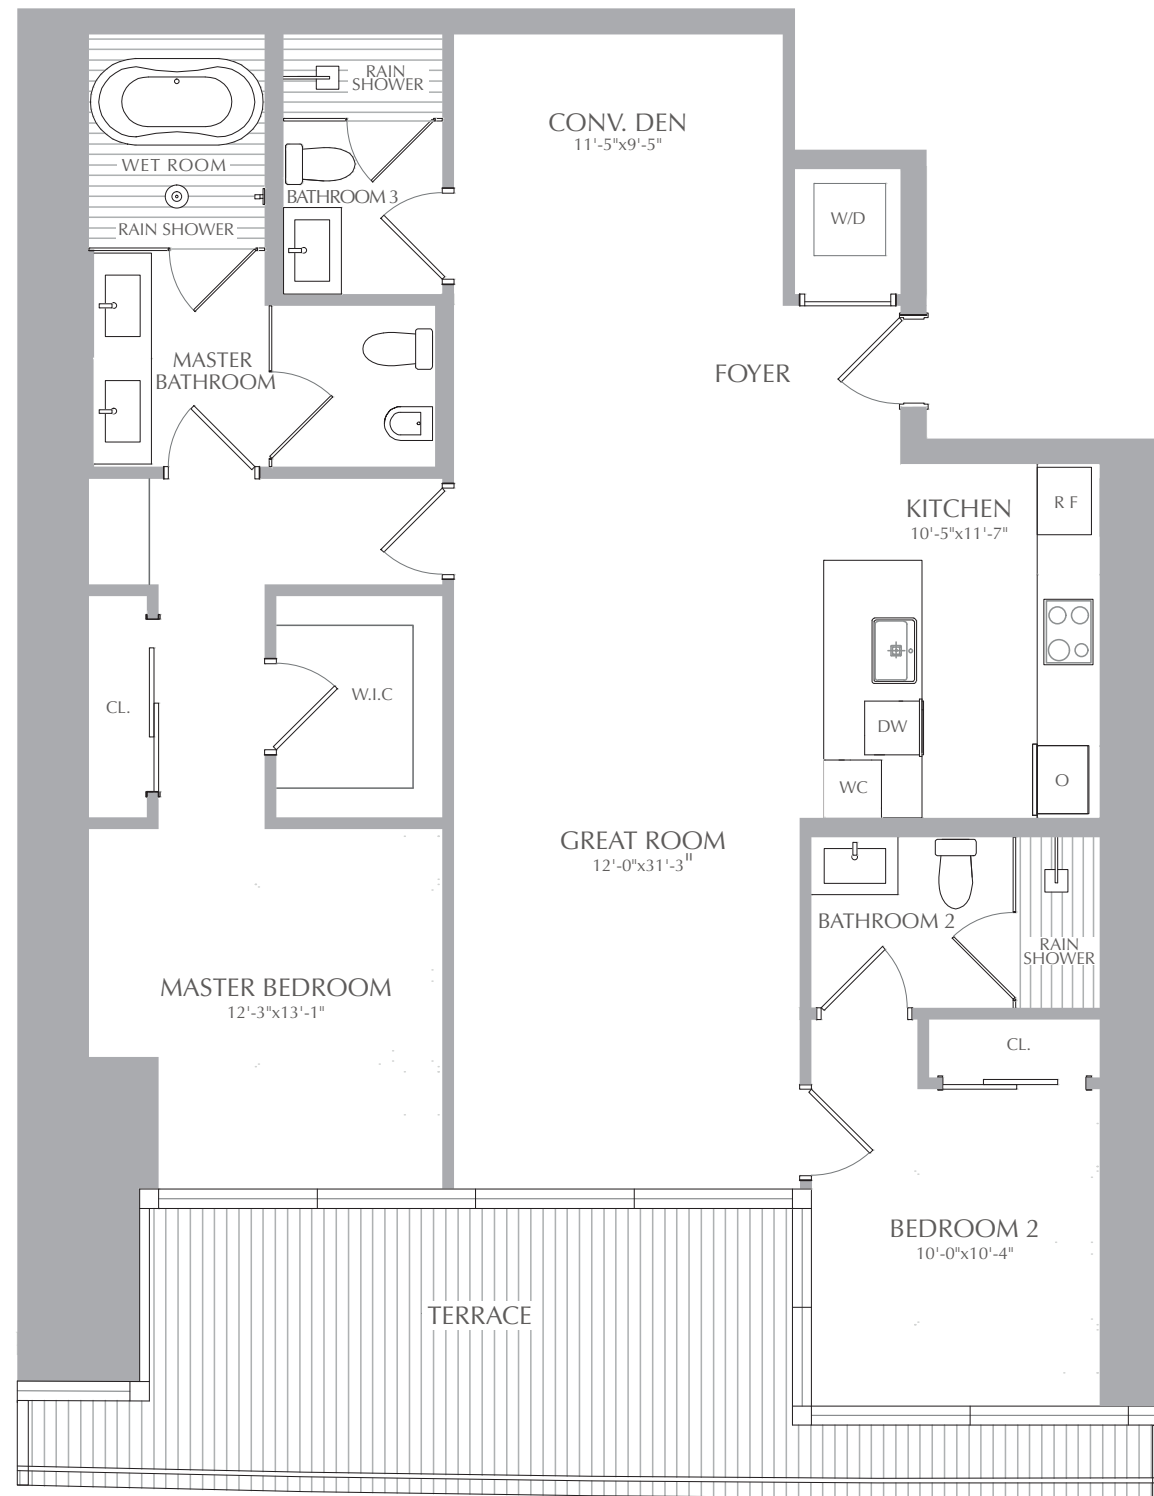 RAIN
SHOWER
CONV. DEN
11'-5"x9'-5"
WET ROOM
BATHROOM 3
W/D
RAIN SHOWER
MASTER
BATHROOM
FOYER
KITCHEN
10'-5"x11'-7"
R F
CL.
W.I.C
DW
WC
O
GREAT ROOM
12'-0"x31'-3"
BATHROOM 2
RAIN
SHOWER
MASTER BEDROOM
12'-3"x13'-1"
CL.
BEDROOM 2
10'-0"x10'-4"
TERRACE